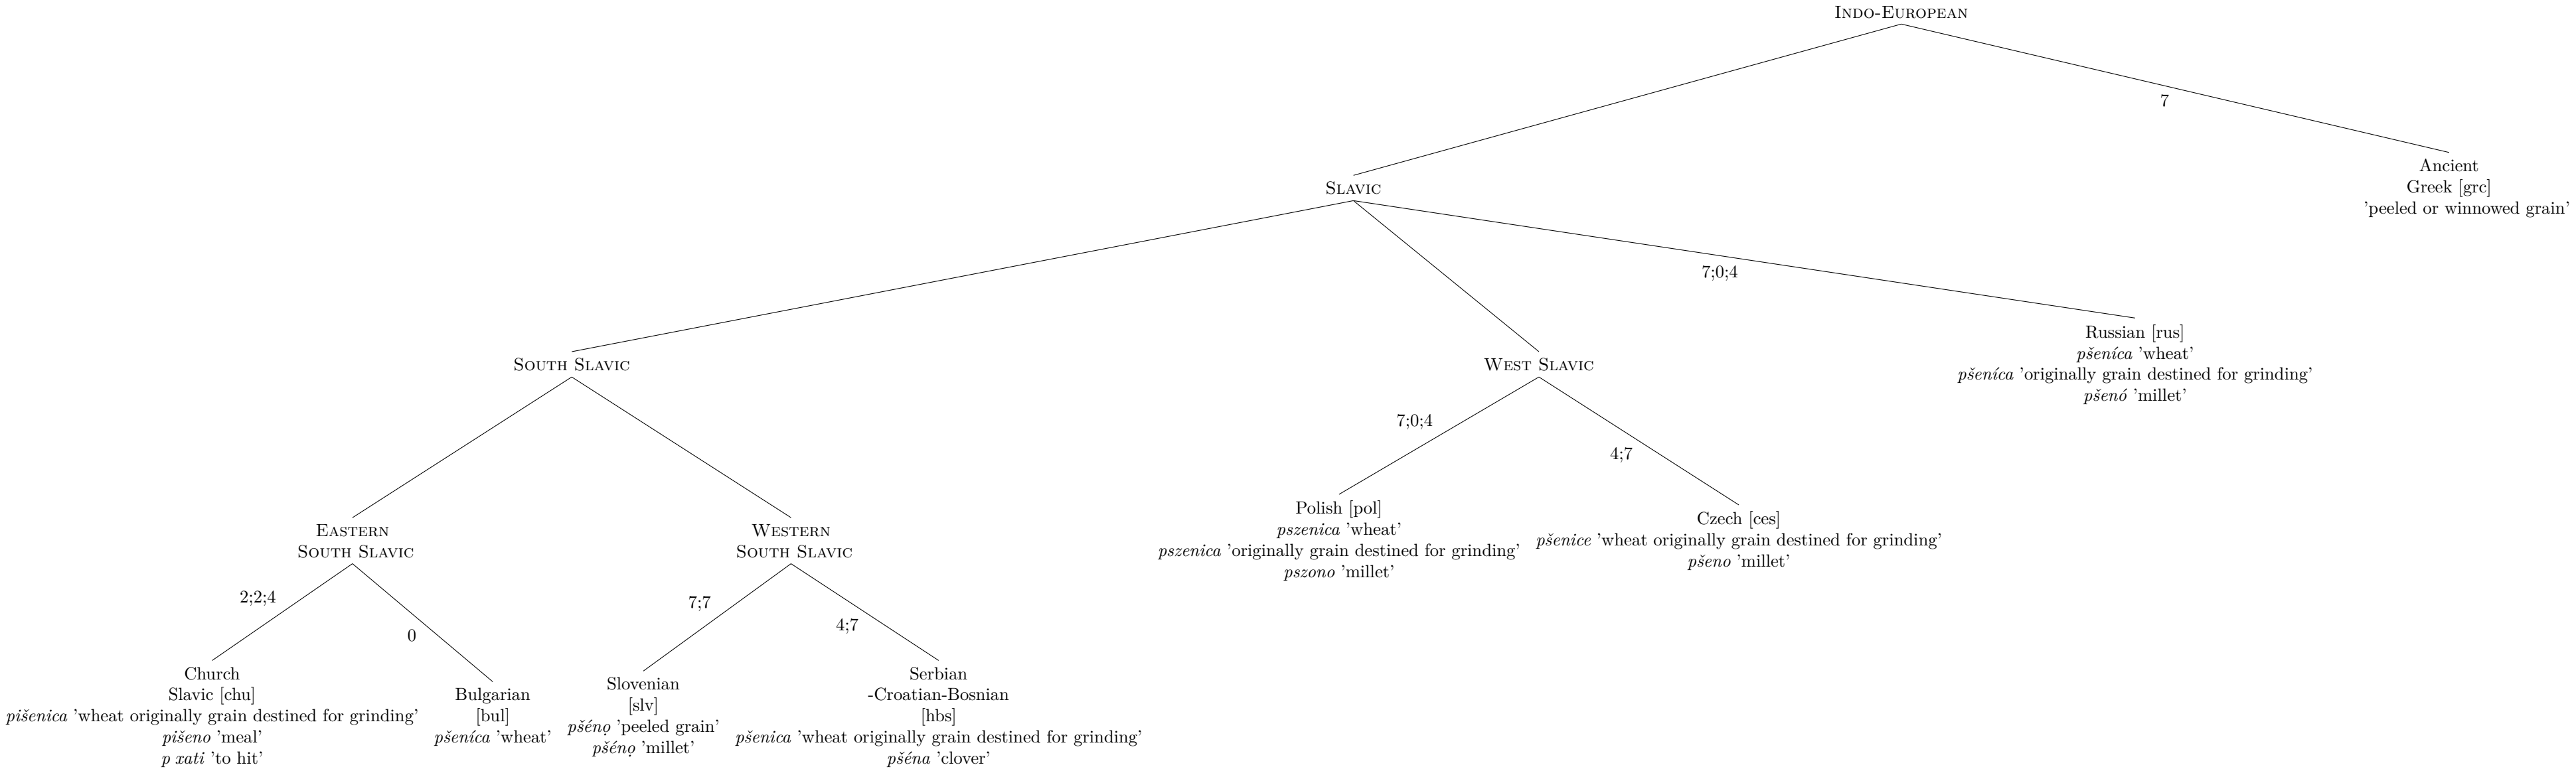 INDO-EUROPEAN
7
Ancient
Greek [grc]
'peeled or winnowed grain'
SLAVIC
7;0;4
Russian [rus]
pšeníca 'wheat'
pšeníca 'originally grain destined for grinding'
pšenó 'millet'
SOUTH SLAVIC
WEST SLAVIC
7;0;4
4;7
Polish [pol]
pszenica 'wheat'
pszenica 'originally grain destined for grinding'
pszono 'millet'
Czech [ces]
pšenice 'wheat originally grain destined for grinding'
pšeno 'millet'
EASTERN
SOUTH SLAVIC
WESTERN
SOUTH SLAVIC
2;2;4
0
7;7
4;7
Church
Slavic [chu]
pišenica 'wheat originally grain destined for grinding'
pišeno 'meal'
p xati 'to hit'
Bulgarian
[bul]
pšeníca 'wheat'
Slovenian
[slv]
pšénọ 'peeled grain'
pšénọ 'millet'
Serbian
-Croatian-Bosnian
[hbs]
pšenica 'wheat originally grain destined for grinding'
pšéna 'clover'